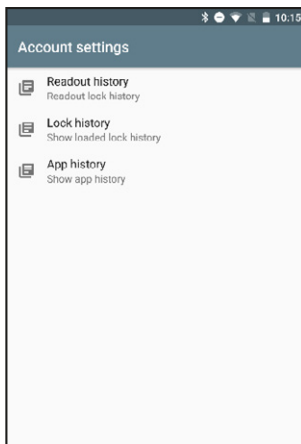 10:15
Account settings
Readout history
Readout lock history
Lock history
Show loaded lock history
App history
Show app history